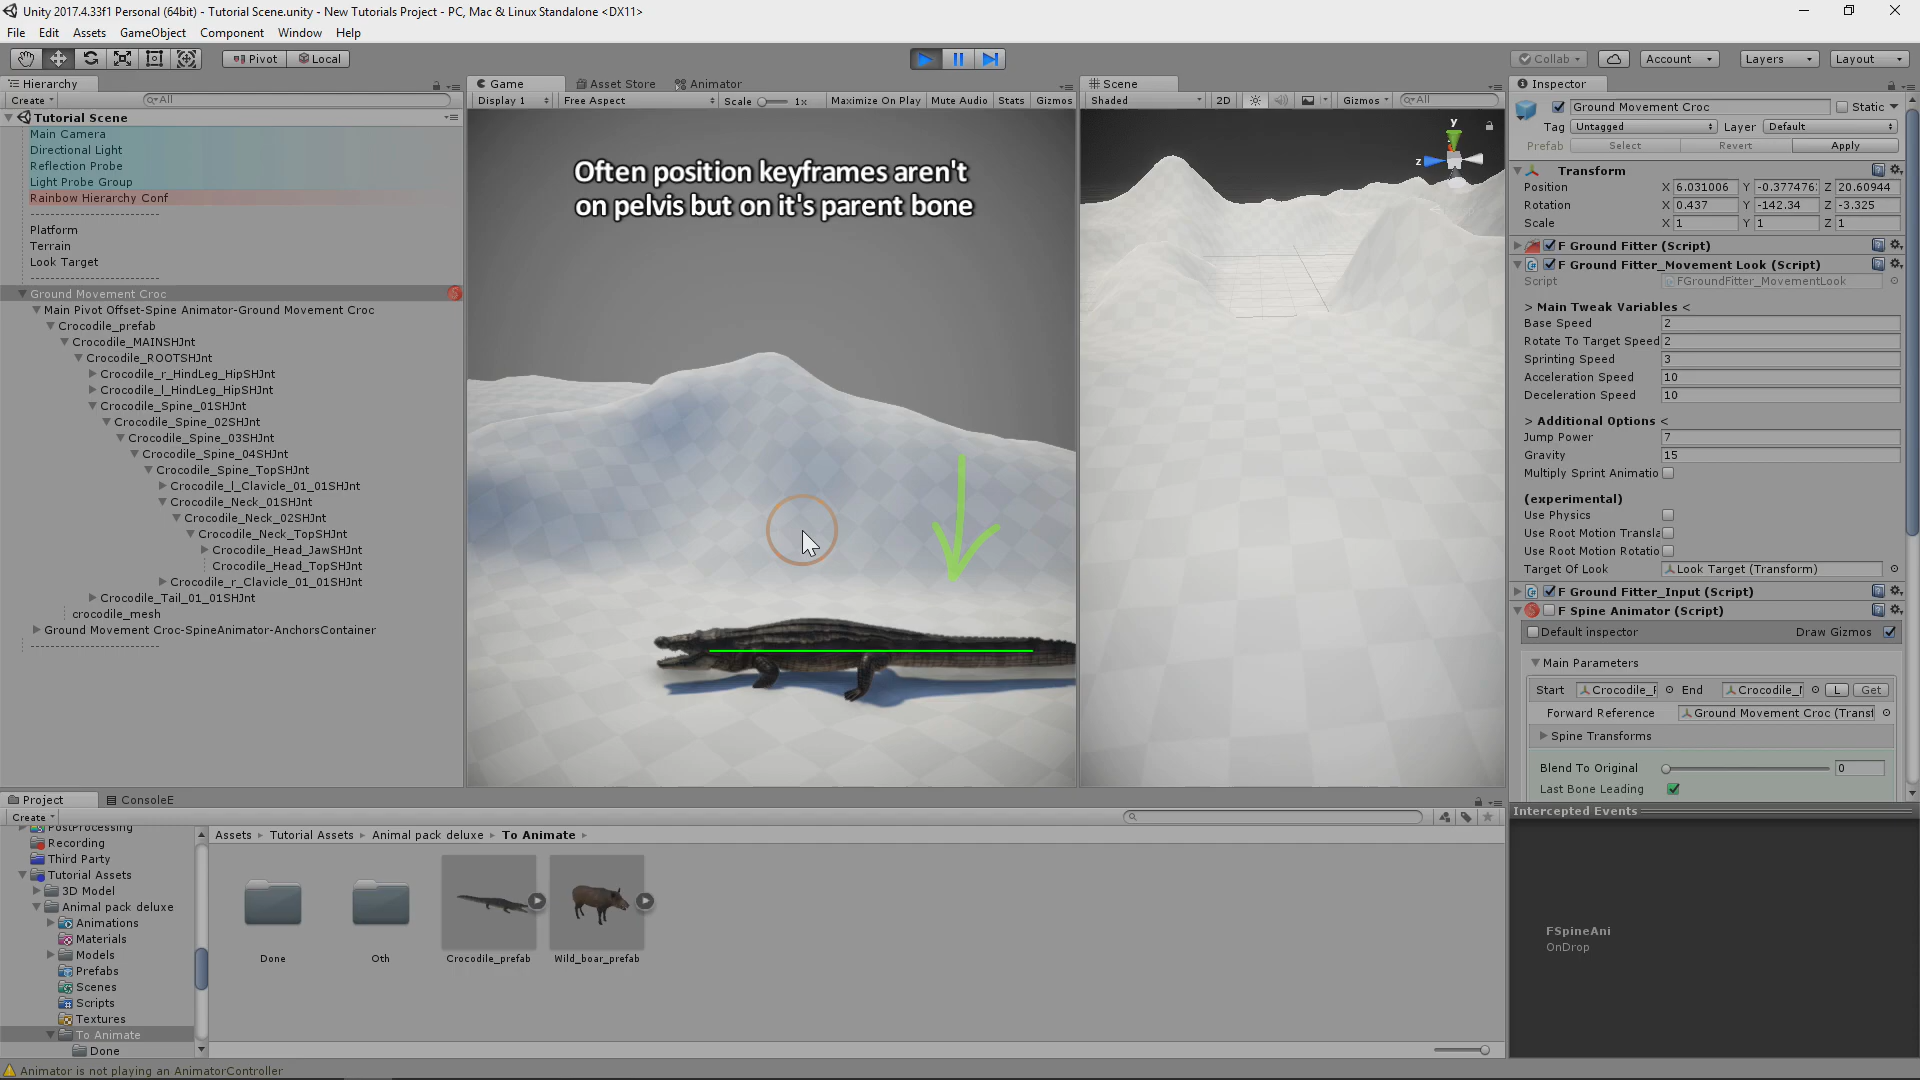 Unity 2017.4.33f1 Personal (64bit) - Tutorial Scene.unity - New Tutorials Project - PC, Mac & Linux Standalone <DX11>
File Edit Assets GameObject Component Window Help
Pivot Local Collab Account Layers Layout
Hierarchy
Create All
Tutorial Scene
Main Camera
Directional Light
Reflection Probe
Light Probe Group
Rainbow Hierarchy Conf
------------------------
Platform
Terrain
Look Target
------------------------
Ground Movement Croc
Main Pivot Offset-Spine Animator-Ground Movement Croc
Crocodile_prefab
Crocodile_MAINSHJnt
Crocodile_ROOTSHJnt
Crocodile_r_HindLeg_HipSHJnt
Crocodile_l_HindLeg_HipSHJnt
Crocodile_Spine_01SHJnt
Crocodile_Spine_02SHJnt
Crocodile_Spine_03SHJnt
Crocodile_Spine_04SHJnt
Crocodile_Spine_TopSHJnt
Crocodile_l_Clavicle_01_01SHJnt
Crocodile_Neck_01SHJnt
Crocodile_Neck_02SHJnt
Crocodile_Neck_TopSHJnt
Crocodile_Head_JawSHJnt
Crocodile_Head_TopSHJnt
Crocodile_r_Clavicle_01_01SHJnt
Crocodile_Tail_01_01SHJnt
crocodile_mesh
Ground Movement Croc-SpineAnimator-AnchorsContainer
------------------------
Game Asset Store Animator
Display 1 Free Aspect Scale 1x Maximize On Play Mute Audio Stats Gizmos
Often position keyframes aren't
on pelvis but on it's parent bone
Scene
Shaded 2D Gizmos All
y
z
Inspector
Ground Movement Croc Static
Tag Untagged Layer Default
Prefab Select Revert Apply
Transform
Position X 6.031006 Y -0.377476 Z 20.60944
Rotation X 0.437 Y -142.34 Z -3.325
Scale X 1 Y 1 Z 1
F Ground Fitter (Script)
F Ground Fitter_Movement Look (Script)
Script FGroundFitter_MovementLook
> Main Tweak Variables <
Base Speed 2
Rotate To Target Speed 2
Sprinting Speed 3
Acceleration Speed 10
Deceleration Speed 10
> Additional Options <
Jump Power 7
Gravity 15
Multiply Sprint Animatio
(experimental)
Use Physics
Use Root Motion Transla
Use Root Motion Rotatio
Target Of Look Look Target (Transform)
F Ground Fitter_Input (Script)
F Spine Animator (Script)
Default inspector Draw Gizmos
Main Parameters
Start Crocodile_ End Crocodile_ L Get
Forward Reference Ground Movement Croc (Transf
Spine Transforms
Blend To Original 0
Last Bone Leading
Intercepted Events
FSpineAni
OnDrop
Project ConsoleE
Create
PostProcessing
Recording
Third Party
Tutorial Assets
3D Model
Animal pack deluxe
Animations
Materials
Models
Prefabs
Scenes
Scripts
Textures
To Animate
Done
Assets ▸ Tutorial Assets ▸ Animal pack deluxe ▸ To Animate ▸
Done Oth Crocodile_prefab Wild_boar_prefab
Animator is not playing an AnimatorController